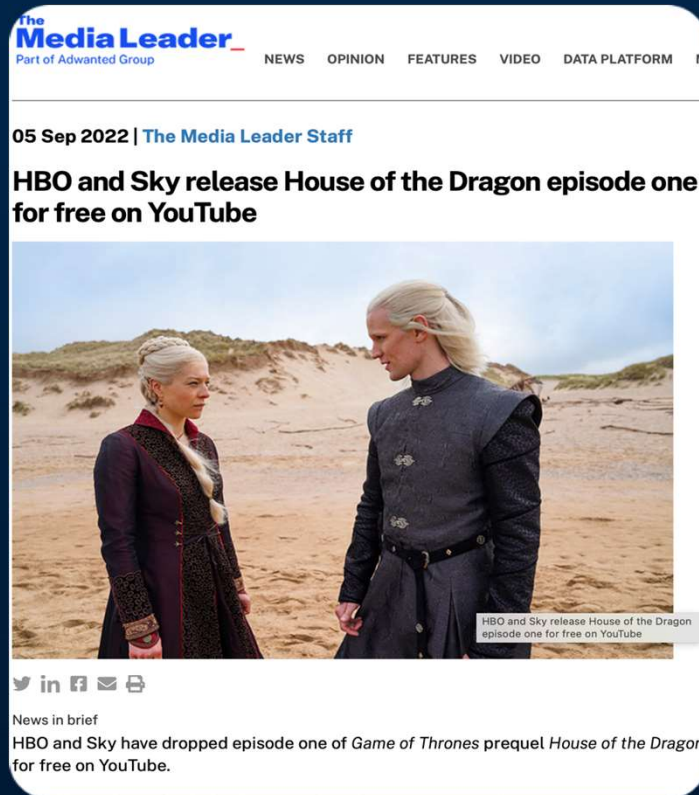 The
Media Leader_
Part of Adwanted Group
NEWS OPINION FEATURES VIDEO DATA PLATFORM
05 Sep 2022 | The Media Leader Staff
HBO and Sky release House of the Dragon episode one
for free on YouTube
HBO and Sky release House of the Dragon
episode one for free on YouTube
News in brief
HBO and Sky have dropped episode one of Game of Thrones prequel House of the Dragon
for free on YouTube.